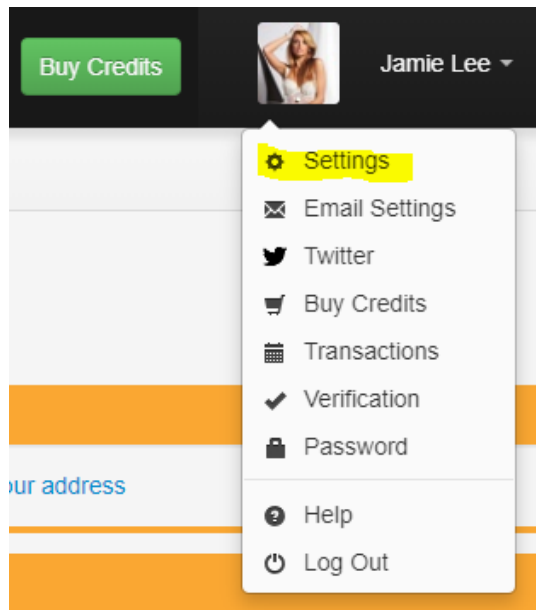 Buy Credits
Jamie Lee
Settings
Email Settings
Twitter
Buy Credits
Transactions
Verification
Password
our address
Help
Log Out